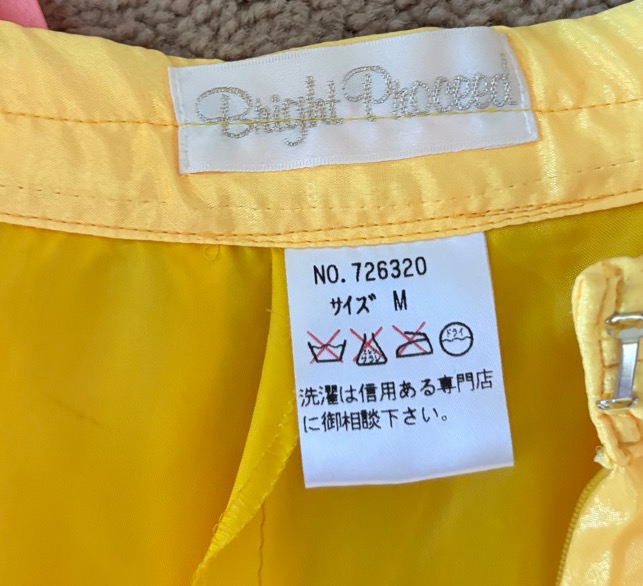 Bright Proceed
NO. 726320
サイズ M
ドライ
洗濯は信用ある専門店
に御相談下さい。